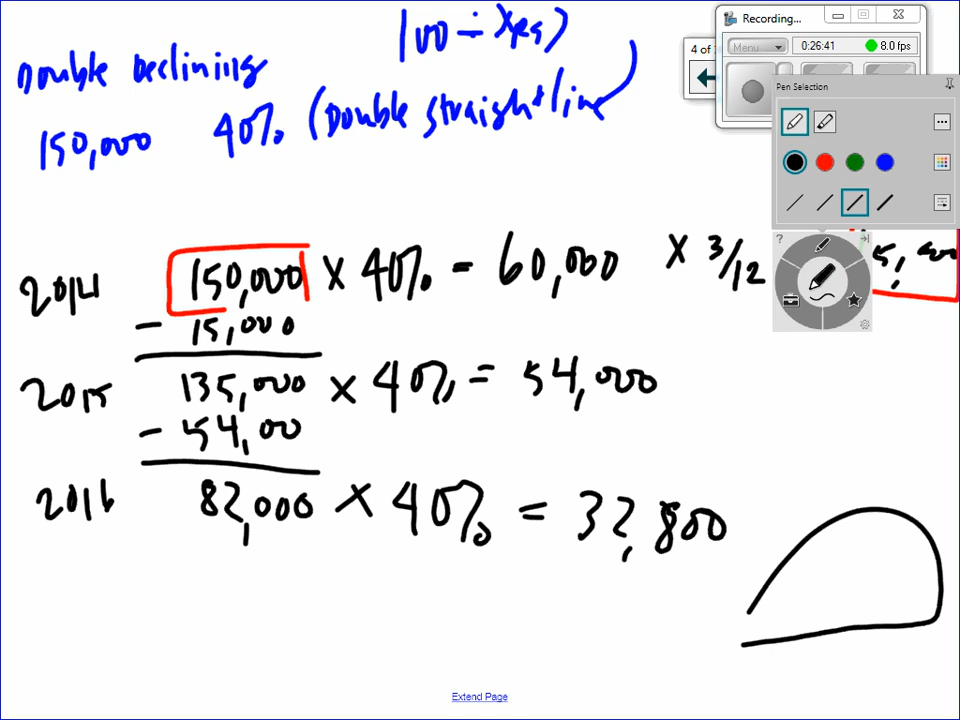 Double Declining
100 ÷
150,000 40% (Double straight line)
2014 150,000 × 40% = 60,000 × 3/12
- 15,000
2015 135,000 × 40% = 54,000
- 54,00
2016 82,000 × 40% = 32,800
Extend Page
Recording...
Menu
0:26:41
8.0 fps
4 of
Pen Selection